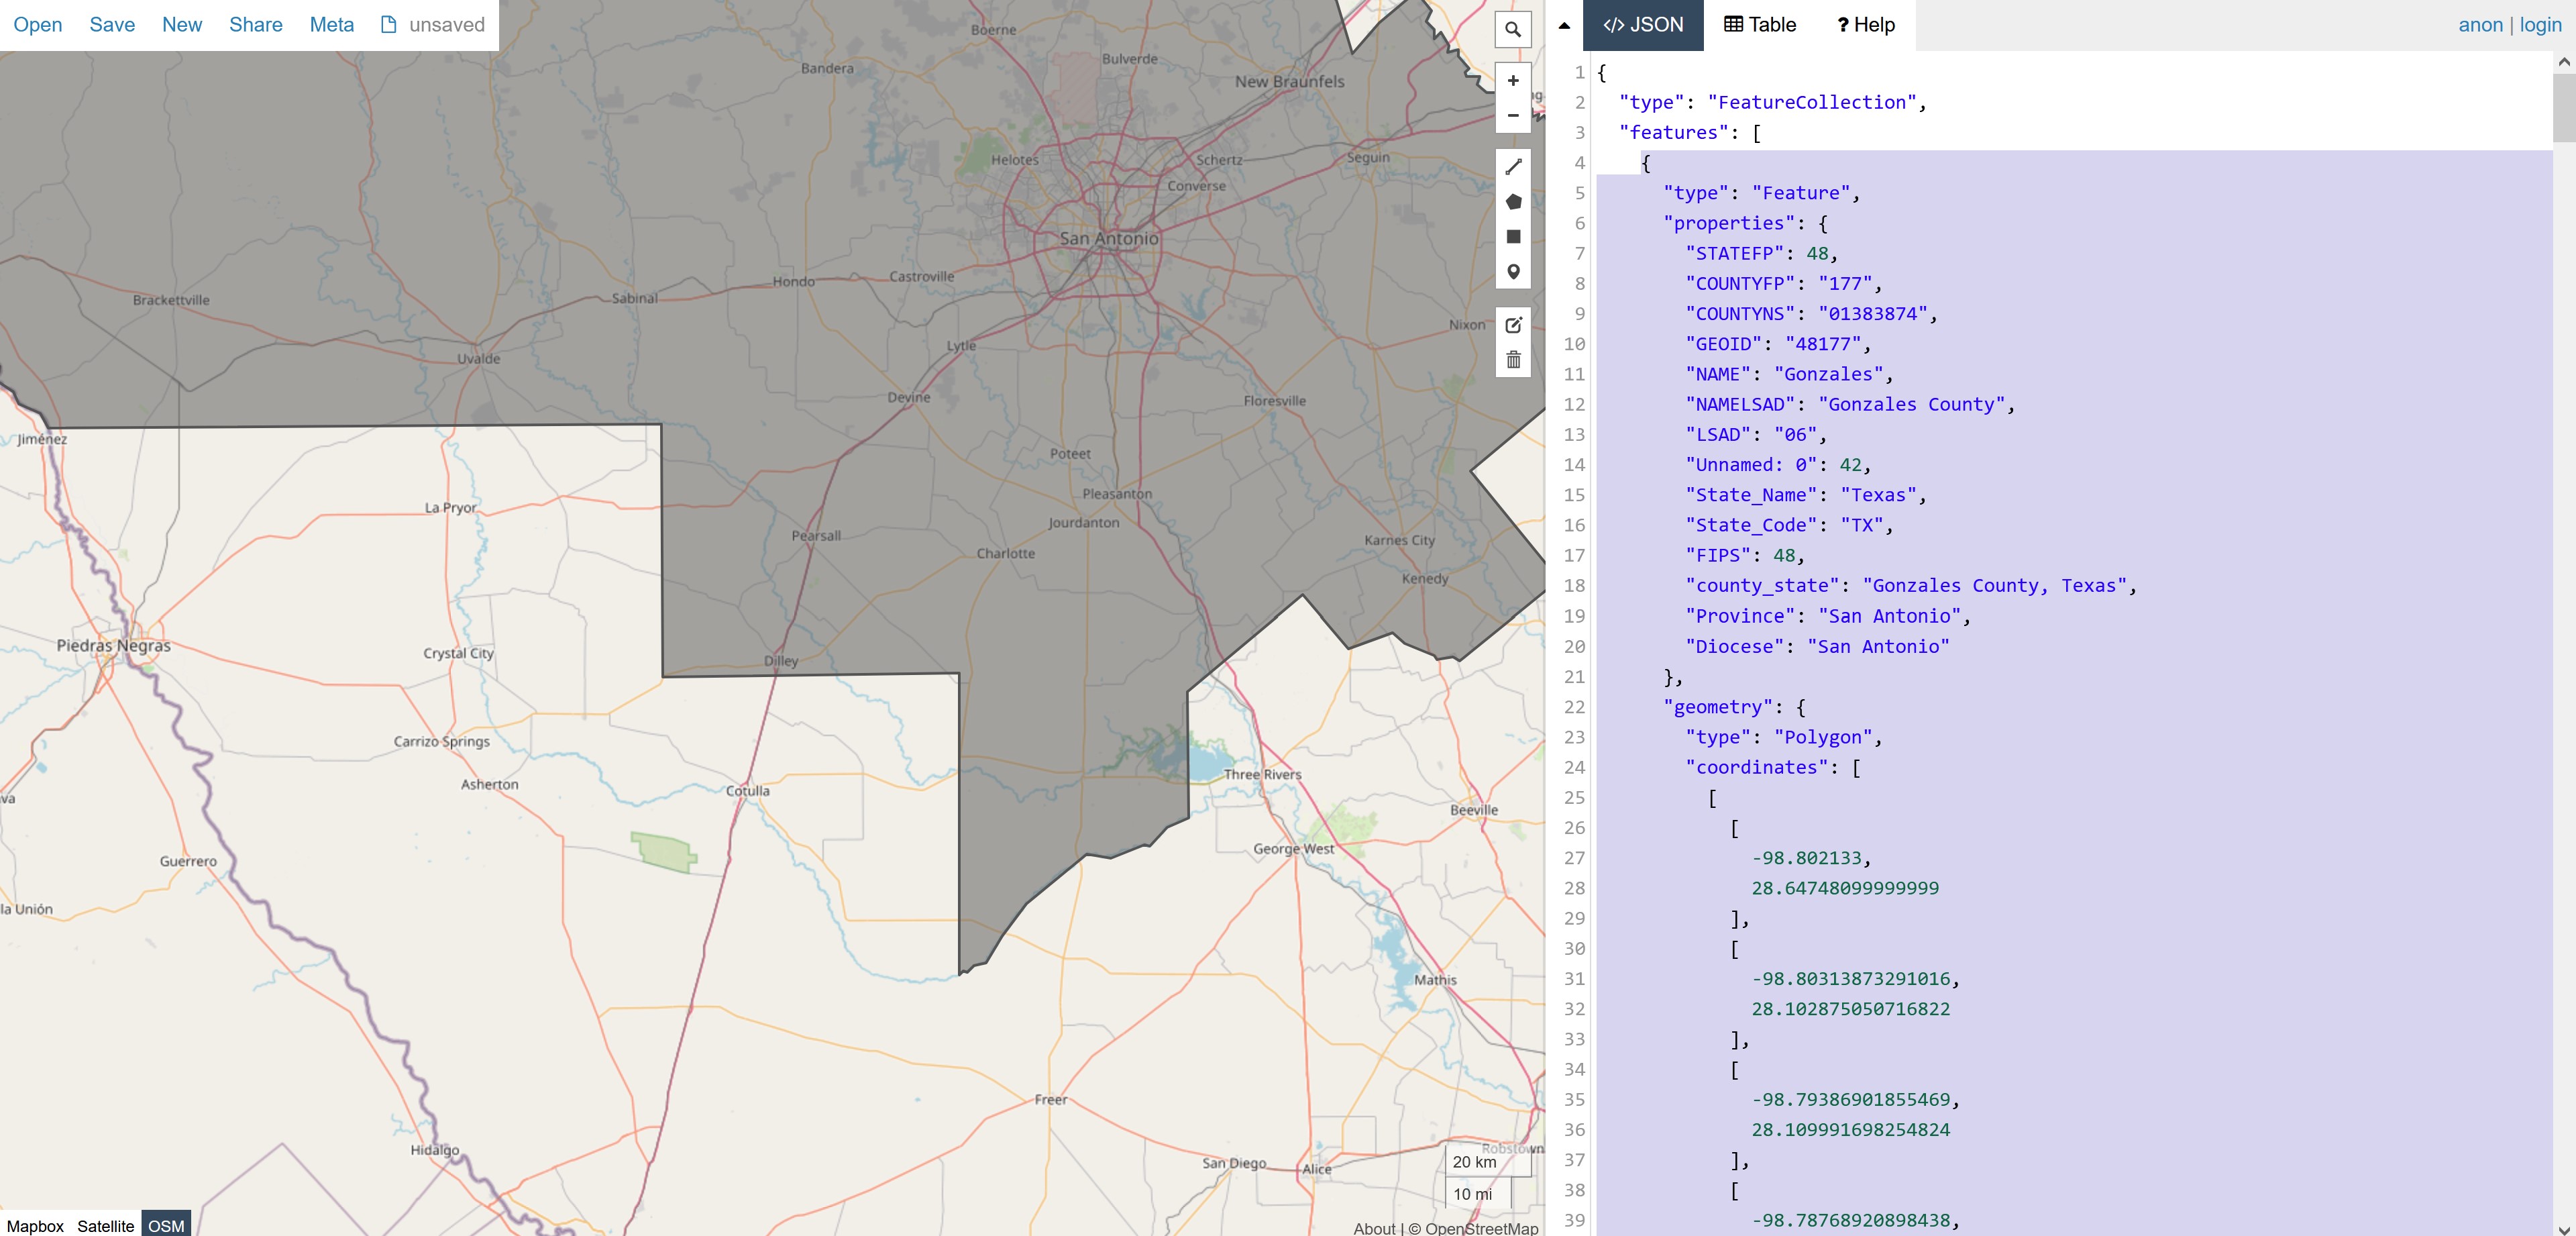 Open Save New Share Meta unsaved
JSON Table ? Help
anon | login
Boerne
Bulverde
Bandera
New Braunfels
Helotes
Schertz
Seguin
Converse
San Antonio
Castroville
Hondo
Sabinal
Brackettville
Nixon
Lytle
Uvalde
Devine
Floresville
Jiménez
Poteet
Pleasanton
La Pryor
Jourdanton
Pearsall
Karnes City
Charlotte
Kenedy
Piedras Negras
Crystal City
Dilley
Carrizo Springs
Three Rivers
Asherton
Cotulla
Beeville
Guerrero
George West
la Unión
Mathis
Freer
Hidalgo
Robstown
San Diego
Alice
20 km
10 mi
Mapbox Satellite OSM
About | © OpenStreetMap
1 {
2 "type": "FeatureCollection",
3 "features": [
4 {
5 "type": "Feature",
6 "properties": {
7 "STATEFP": 48,
8 "COUNTYFP": "177",
9 "COUNTYNS": "01383874",
10 "GEOID": "48177",
11 "NAME": "Gonzales",
12 "NAMELSAD": "Gonzales County",
13 "LSAD": "06",
14 "Unnamed: 0": 42,
15 "State_Name": "Texas",
16 "State_Code": "TX",
17 "FIPS": 48,
18 "county_state": "Gonzales County, Texas",
19 "Province": "San Antonio",
20 "Diocese": "San Antonio"
21 },
22 "geometry": {
23 "type": "Polygon",
24 "coordinates": [
25 [
26 [
27 -98.802133,
28 28.64748099999999
29 ],
30 [
31 -98.80313873291016,
32 28.102875050716822
33 ],
34 [
35 -98.79386901855469,
36 28.109991698254824
37 ],
38 [
39 -98.78768920898438,